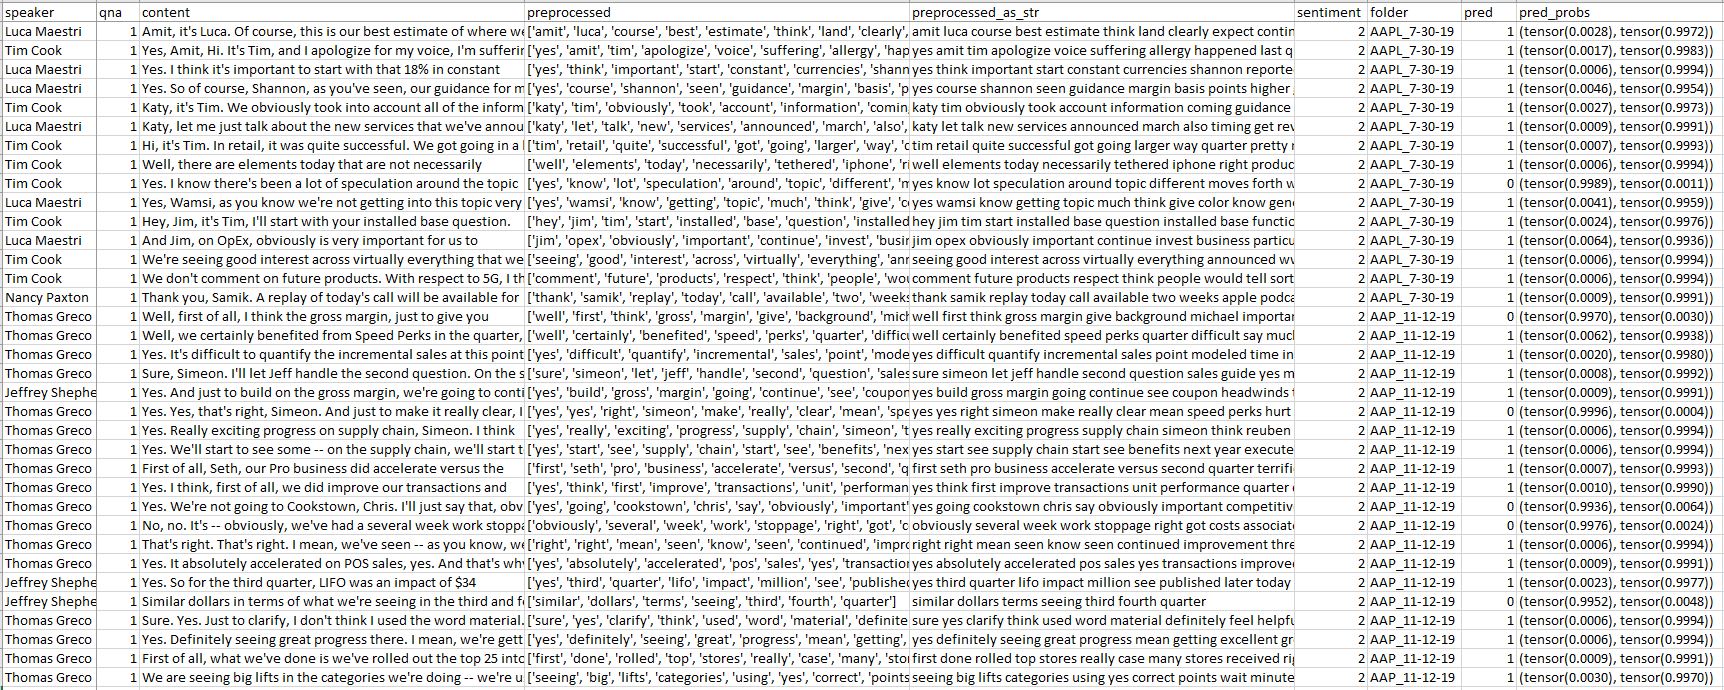 speaker qna content preprocessed preprocessed_as_str sentiment folder pred pred_probs
Luca Maestri 1 Amit, it's Luca. Of course, this is our best estimate of where we ['amit', 'luca', 'course', 'best', 'estimate', 'think', 'land', 'clearly', amit luca course best estimate think land clearly expect contin 2 AAPL_7-30-19 1 (tensor(0.0028), tensor(0.9972))
Tim Cook 1 Yes, Amit, Hi. It's Tim, and I apologize for my voice, I'm sufferin ['yes', 'amit', 'tim', 'apologize', 'voice', 'suffering', 'allergy', 'hap yes amit tim apologize voice suffering allergy happened last q 2 AAPL_7-30-19 1 (tensor(0.0017), tensor(0.9983))
Luca Maestri 1 Yes. I think it's important to start with that 18% in constant ['yes', 'think', 'important', 'start', 'constant', 'currencies', 'shann yes think important start constant currencies shannon reporte 2 AAPL_7-30-19 1 (tensor(0.0006), tensor(0.9994))
Luca Maestri 1 Yes. So of course, Shannon, as you've seen, our guidance for m ['yes', 'course', 'shannon', 'seen', 'guidance', 'margin', 'basis', 'p yes course shannon seen guidance margin basis points higher 2 AAPL_7-30-19 1 (tensor(0.0046), tensor(0.9954))
Tim Cook 1 Katy, it's Tim. We obviously took into account all of the inform ['katy', 'tim', 'obviously', 'took', 'account', 'information', 'comin katy tim obviously took account information coming guidance 2 AAPL_7-30-19 1 (tensor(0.0027), tensor(0.9973))
Luca Maestri 1 Katy, let me just talk about the new services that we've annou ['katy', 'let', 'talk', 'new', 'services', 'announced', 'march', 'also', katy let talk new services announced march also timing get rev 2 AAPL_7-30-19 1 (tensor(0.0009), tensor(0.9991))
Tim Cook 1 Hi, it's Tim. In retail, it was quite successful. We got going in a l ['tim', 'retail', 'quite', 'successful', 'got', 'going', 'larger', 'way', 'c tim retail quite successful got going larger way quarter pretty 2 AAPL_7-30-19 1 (tensor(0.0007), tensor(0.9993))
Tim Cook 1 Well, there are elements today that are not necessarily ['well', 'elements', 'today', 'necessarily', 'tethered', 'iphone', 'ri well elements today necessarily tethered iphone right produc 2 AAPL_7-30-19 1 (tensor(0.0006), tensor(0.9994))
Tim Cook 1 Yes. I know there's been a lot of speculation around the topic ['yes', 'know', 'lot', 'speculation', 'around', 'topic', 'different', 'm yes know lot speculation around topic different moves forth w 2 AAPL_7-30-19 0 (tensor(0.9989), tensor(0.0011))
Luca Maestri 1 Yes, Wamsi, as you know we're not getting into this topic very ['yes', 'wamsi', 'know', 'getting', 'topic', 'much', 'think', 'give', 'c yes wamsi know getting topic much think give color know gen 2 AAPL_7-30-19 1 (tensor(0.0041), tensor(0.9959))
Tim Cook 1 Hey, Jim, it's Tim, I'll start with your installed base question. ['hey', 'jim', 'tim', 'start', 'installed', 'base', 'question', 'installed hey jim tim start installed base question installed base functio 2 AAPL_7-30-19 1 (tensor(0.0024), tensor(0.9976))
Luca Maestri 1 And Jim, on OpEx, obviously is very important for us to ['jim', 'opex', 'obviously', 'important', 'continue', 'invest', 'busin jim opex obviously important continue invest business particu 2 AAPL_7-30-19 1 (tensor(0.0064), tensor(0.9936))
Tim Cook 1 We're seeing good interest across virtually everything that we ['seeing', 'good', 'interest', 'across', 'virtually', 'everything', 'ann seeing good interest across virtually everything announced ww 2 AAPL_7-30-19 1 (tensor(0.0006), tensor(0.9994))
Tim Cook 1 We don't comment on future products. With respect to 5G, I th ['comment', 'future', 'products', 'respect', 'think', 'people', 'wou comment future products respect think people would tell sort 2 AAPL_7-30-19 1 (tensor(0.0006), tensor(0.9994))
Nancy Paxton 1 Thank you, Samik. A replay of today's call will be available for ['thank', 'samik', 'replay', 'today', 'call', 'available', 'two', 'weeks thank samik replay today call available two weeks apple podca 2 AAPL_7-30-19 1 (tensor(0.0009), tensor(0.9991))
Thomas Greco 1 Well, first of all, I think the gross margin, just to give you ['well', 'first', 'think', 'gross', 'margin', 'give', 'background', 'mich well first think gross margin give background michael importan 2 AAP_11-12-19 0 (tensor(0.9970), tensor(0.0030))
Thomas Greco 1 Well, we certainly benefited from Speed Perks in the quarter, ['well', 'certainly', 'benefited', 'speed', 'perks', 'quarter', 'difficu well certainly benefited speed perks quarter difficult say muc 2 AAP_11-12-19 1 (tensor(0.0062), tensor(0.9938))
Thomas Greco 1 Yes. It's difficult to quantify the incremental sales at this point ['yes', 'difficult', 'quantify', 'incremental', 'sales', 'point', 'mode yes difficult quantify incremental sales point modeled time in 2 AAP_11-12-19 1 (tensor(0.0020), tensor(0.9980))
Thomas Greco 1 Sure, Simeon. I'll let Jeff handle the second question. On the s ['sure', 'simeon', 'let', 'jeff', 'handle', 'second', 'question', 'sales sure simeon let jeff handle second question sales guide yes m 2 AAP_11-12-19 1 (tensor(0.0008), tensor(0.9992))
Jeffrey Shephe 1 Yes. And just to build on the gross margin, we're going to conti ['yes', 'build', 'gross', 'margin', 'going', 'continue', 'see', 'coupon yes build gross margin going continue see coupon headwinds 2 AAP_11-12-19 1 (tensor(0.0009), tensor(0.9991))
Thomas Greco 1 Yes. Yes, that's right, Simeon. And just to make it really clear, I ['yes', 'yes', 'right', 'simeon', 'make', 'really', 'clear', 'mean', 'spe yes yes right simeon make really clear mean speed perks hurt 2 AAP_11-12-19 0 (tensor(0.9996), tensor(0.0004))
Thomas Greco 1 Yes. Really exciting progress on supply chain, Simeon. I think ['yes', 'really', 'exciting', 'progress', 'supply', 'chain', 'simeon', 't yes really exciting progress supply chain simeon think reuben 2 AAP_11-12-19 1 (tensor(0.0006), tensor(0.9994))
Thomas Greco 1 Yes. We'll start to see some -- on the supply chain, we'll start t ['yes', 'start', 'see', 'supply', 'chain', 'start', 'see', 'benefits', 'nex yes start see supply chain start see benefits next year execute 2 AAP_11-12-19 1 (tensor(0.0006), tensor(0.9994))
Thomas Greco 1 First of all, Seth, our Pro business did accelerate versus the ['first', 'seth', 'pro', 'business', 'accelerate', 'versus', 'second', 'q first seth pro business accelerate versus second quarter terrifi 2 AAP_11-12-19 1 (tensor(0.0007), tensor(0.9993))
Thomas Greco 1 Yes. I think, first of all, we did improve our transactions and ['yes', 'think', 'first', 'improve', 'transactions', 'unit', 'performan yes think first improve transactions unit performance quarter c 2 AAP_11-12-19 1 (tensor(0.0010), tensor(0.9990))
Thomas Greco 1 Yes. We're not going to Cookstown, Chris. I'll just say that, obv ['yes', 'going', 'cookstown', 'chris', 'say', 'obviously', 'important' yes going cookstown chris say obviously important competitiv 2 AAP_11-12-19 0 (tensor(0.9936), tensor(0.0064))
Thomas Greco 1 No, no. It's -- obviously, we've had a several week work stoppa ['obviously', 'several', 'week', 'work', 'stoppage', 'right', 'got', 'c obviously several week work stoppage right got costs associat 2 AAP_11-12-19 0 (tensor(0.9976), tensor(0.0024))
Thomas Greco 1 That's right. That's right. I mean, we've seen -- as you know, we ['right', 'right', 'mean', 'seen', 'know', 'seen', 'continued', 'impro right right mean seen know seen continued improvement thre 2 AAP_11-12-19 1 (tensor(0.0006), tensor(0.9994))
Thomas Greco 1 Yes. It absolutely accelerated on POS sales, yes. And that's wh ['yes', 'absolutely', 'accelerated', 'pos', 'sales', 'yes', 'transaction yes absolutely accelerated pos sales yes transactions improve 2 AAP_11-12-19 1 (tensor(0.0009), tensor(0.9991))
Jeffrey Shephe 1 Yes. So for the third quarter, LIFO was an impact of $34 ['yes', 'third', 'quarter', 'lifo', 'impact', 'million', 'see', 'publishe yes third quarter lifo impact million see published later today 2 AAP_11-12-19 1 (tensor(0.0023), tensor(0.9977))
Jeffrey Shephe 1 Similar dollars in terms of what we're seeing in the third and f ['similar', 'dollars', 'terms', 'seeing', 'third', 'fourth', 'quarter'] similar dollars terms seeing third fourth quarter 2 AAP_11-12-19 0 (tensor(0.9952), tensor(0.0048))
Thomas Greco 1 Sure. Yes. Just to clarify, I don't think I used the word material. ['sure', 'yes', 'clarify', 'think', 'used', 'word', 'material', 'definite sure yes clarify think used word material definitely feel helpfu 2 AAP_11-12-19 1 (tensor(0.0006), tensor(0.9994))
Thomas Greco 1 Yes. Definitely seeing great progress there. I mean, we're gett ['yes', 'definitely', 'seeing', 'great', 'progress', 'mean', 'getting', yes definitely seeing great progress mean getting excellent gr 2 AAP_11-12-19 1 (tensor(0.0006), tensor(0.9994))
Thomas Greco 1 First of all, what we've done is we've rolled out the top 25 into ['first', 'done', 'rolled', 'top', 'stores', 'really', 'case', 'many', 'sto first done rolled top stores really case many stores received ri 2 AAP_11-12-19 1 (tensor(0.0009), tensor(0.9991))
Thomas Greco 1 We are seeing big lifts in the categories we're doing -- we're u ['seeing', 'big', 'lifts', 'categories', 'using', 'yes', 'correct', 'points seeing big lifts categories using yes correct points wait minute 2 AAP_11-12-19 1 (tensor(0.0030), tensor(0.9970))